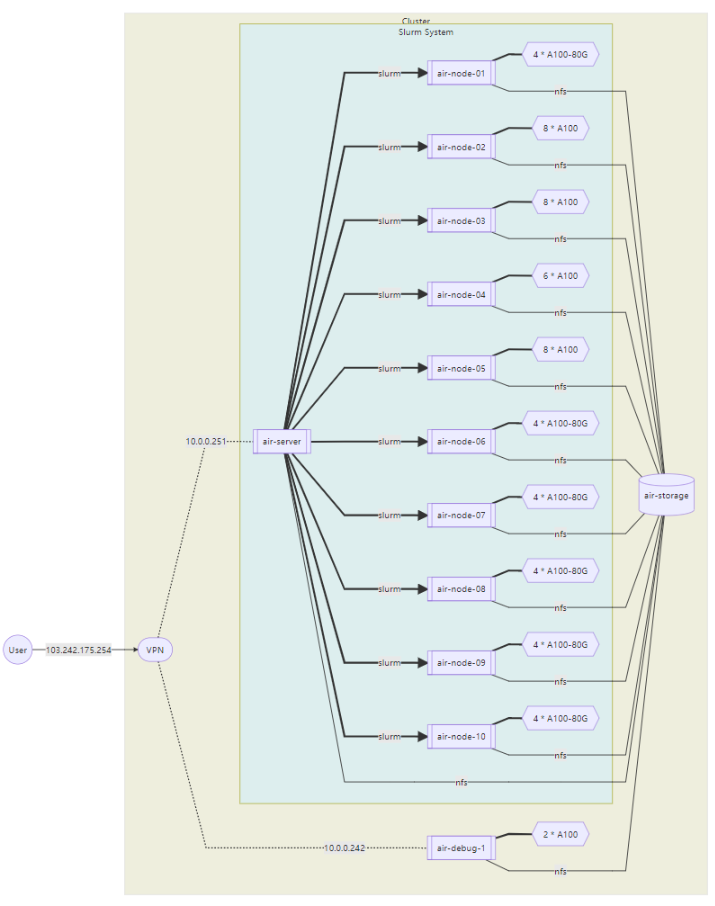 Cluster
Slurm System
4 * A100-80G
slurm
air-node-01
nfs
8 * A100
slurm
air-node-02
nfs
8 * A100
slurm
air-node-03
nfs
6 * A100
slurm
air-node-04
nfs
8 * A100
slurm
air-node-05
nfs
4 * A100-80G
10.0.0.251
air-server
slurm
air-node-06
nfs
air-storage
4 * A100-80G
slurm
air-node-07
nfs
4 * A100-80G
slurm
air-node-08
nfs
User
103.242.175.254
VPN
4 * A100-80G
slurm
air-node-09
nfs
4 * A100-80G
slurm
air-node-10
nfs
nfs
2 * A100
10.0.0.242
air-debug-1
nfs